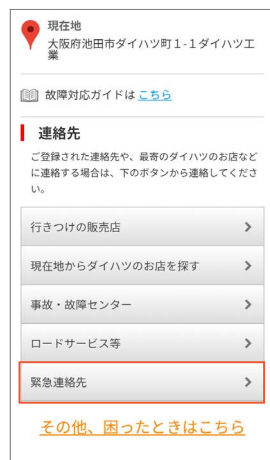 現在地
大阪府池田市ダイハツ町１-１ダイハツ工
業
故障対応ガイドは こちら
連絡先
ご登録された連絡先や、最寄のダイハツのお店など
に連絡する場合は、下のボタンから連絡してくださ
い。
行きつけの販売店
現在地からダイハツのお店を探す
事故・故障センター
ロードサービス等
緊急連絡先
その他、困ったときはこちら